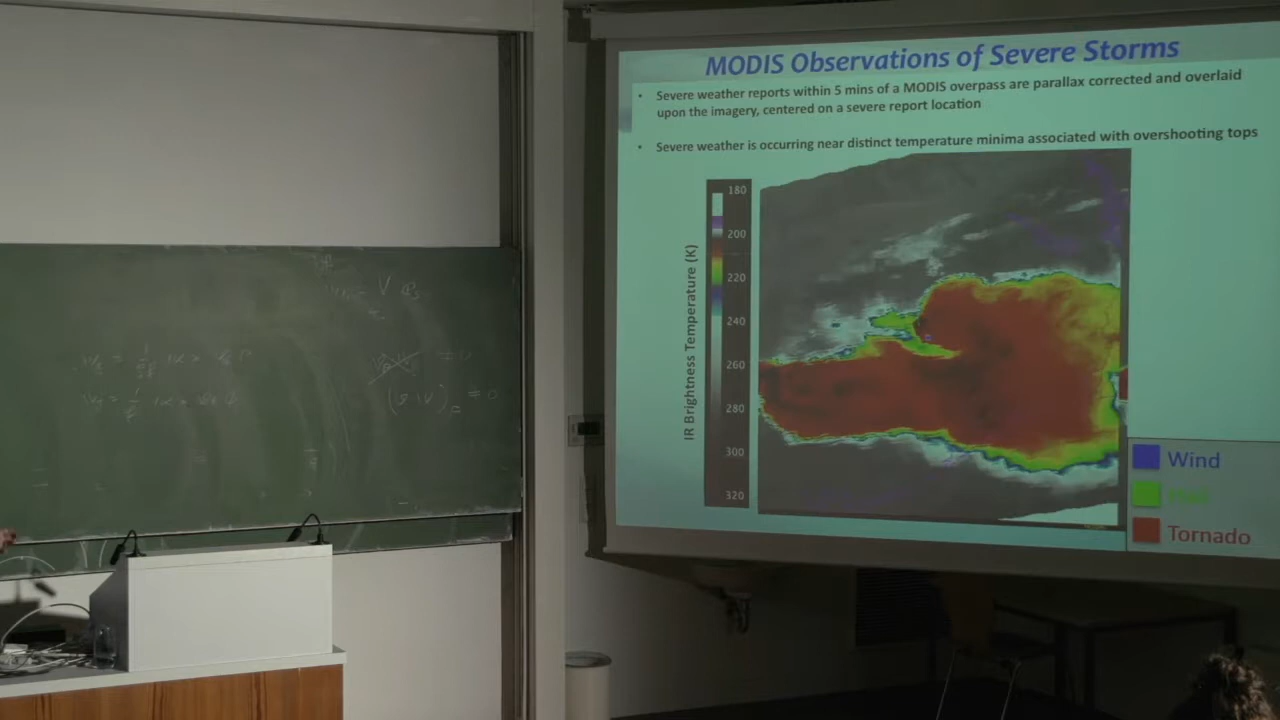 MODIS Observations of Severe Storms
• Severe weather reports within 5 mins of a MODIS overpass are parallax corrected and overlaid
upon the imagery, centered on a severe report location
• Severe weather is occurring near distinct temperature minima associated with overshooting tops
IR Brightness Temperature (K)
180
200
220
240
260
280
300
320
Wind
Hail
Tornado